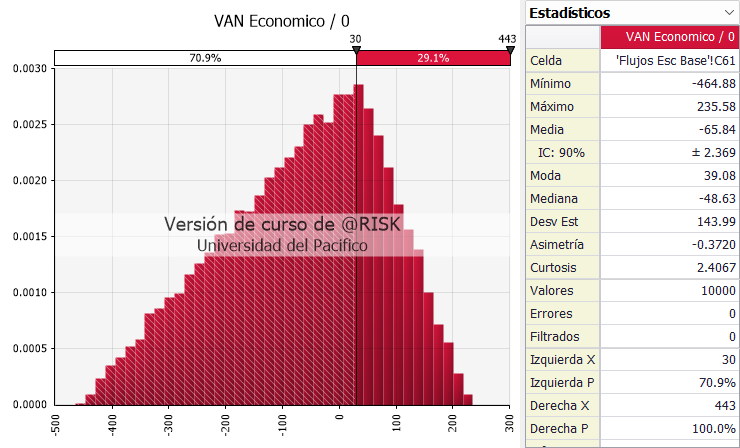 VAN Economico / 0
30
443
70.9%
29.1%
0.0030
0.0025
0.0020
0.0015
0.0010
0.0005
0.0000
Versión de curso de @RISK
Universidad del Pacifico
-500
-400
-300
-200
-100
0
100
200
300
Estadísticos
VAN Economico / 0
Celda 'Flujos Esc Base'!C61
Mínimo -464.88
Máximo 235.58
Media -65.84
IC: 90% ± 2.369
Moda 39.08
Mediana -48.63
Desv Est 143.99
Asimetría -0.3720
Curtosis 2.4067
Valores 10000
Errores 0
Filtrados 0
Izquierda X 30
Izquierda P 70.9%
Derecha X 443
Derecha P 100.0%